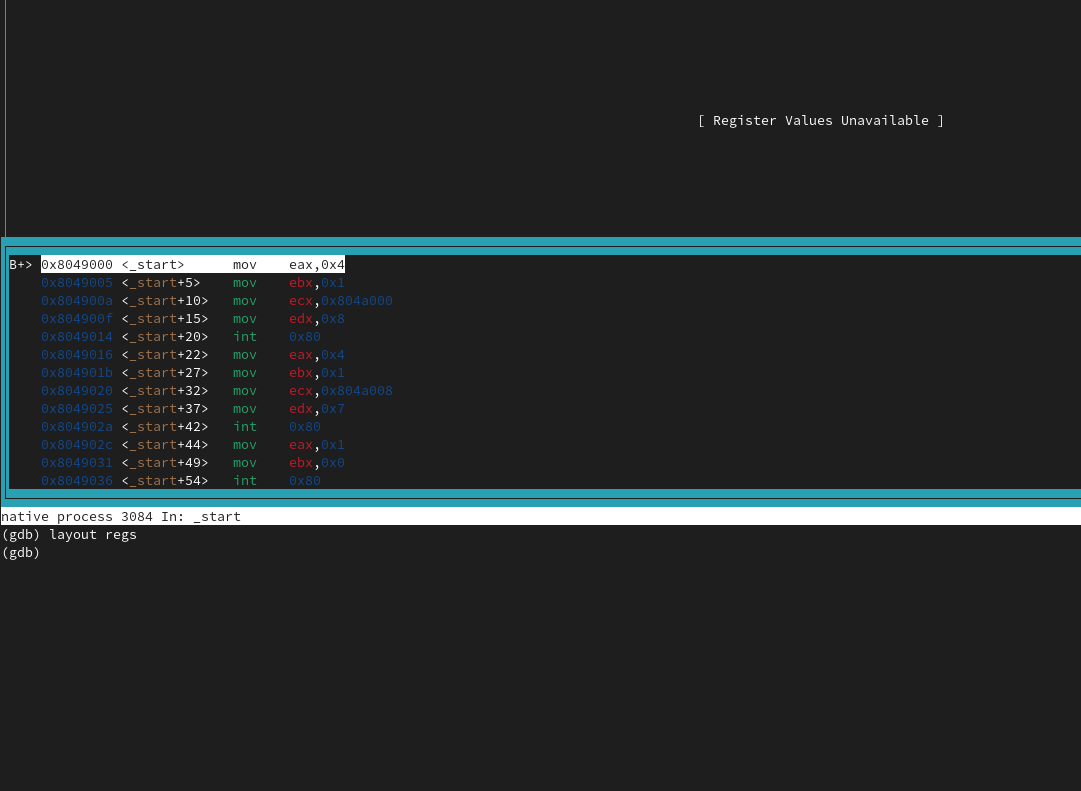 [ Register Values Unavailable ]
B+> 0x8049000 <_start>      mov    eax,0x4
    0x8049005 <_start+5>    mov    ebx,0x1
    0x804900a <_start+10>   mov    ecx,0x804a000
    0x804900f <_start+15>   mov    edx,0x8
    0x8049014 <_start+20>   int    0x80
    0x8049016 <_start+22>   mov    eax,0x4
    0x804901b <_start+27>   mov    ebx,0x1
    0x8049020 <_start+32>   mov    ecx,0x804a008
    0x8049025 <_start+37>   mov    edx,0x7
    0x804902a <_start+42>   int    0x80
    0x804902c <_start+44>   mov    eax,0x1
    0x8049031 <_start+49>   mov    ebx,0x0
    0x8049036 <_start+54>   int    0x80
native process 3084 In: _start
(gdb) layout regs
(gdb)